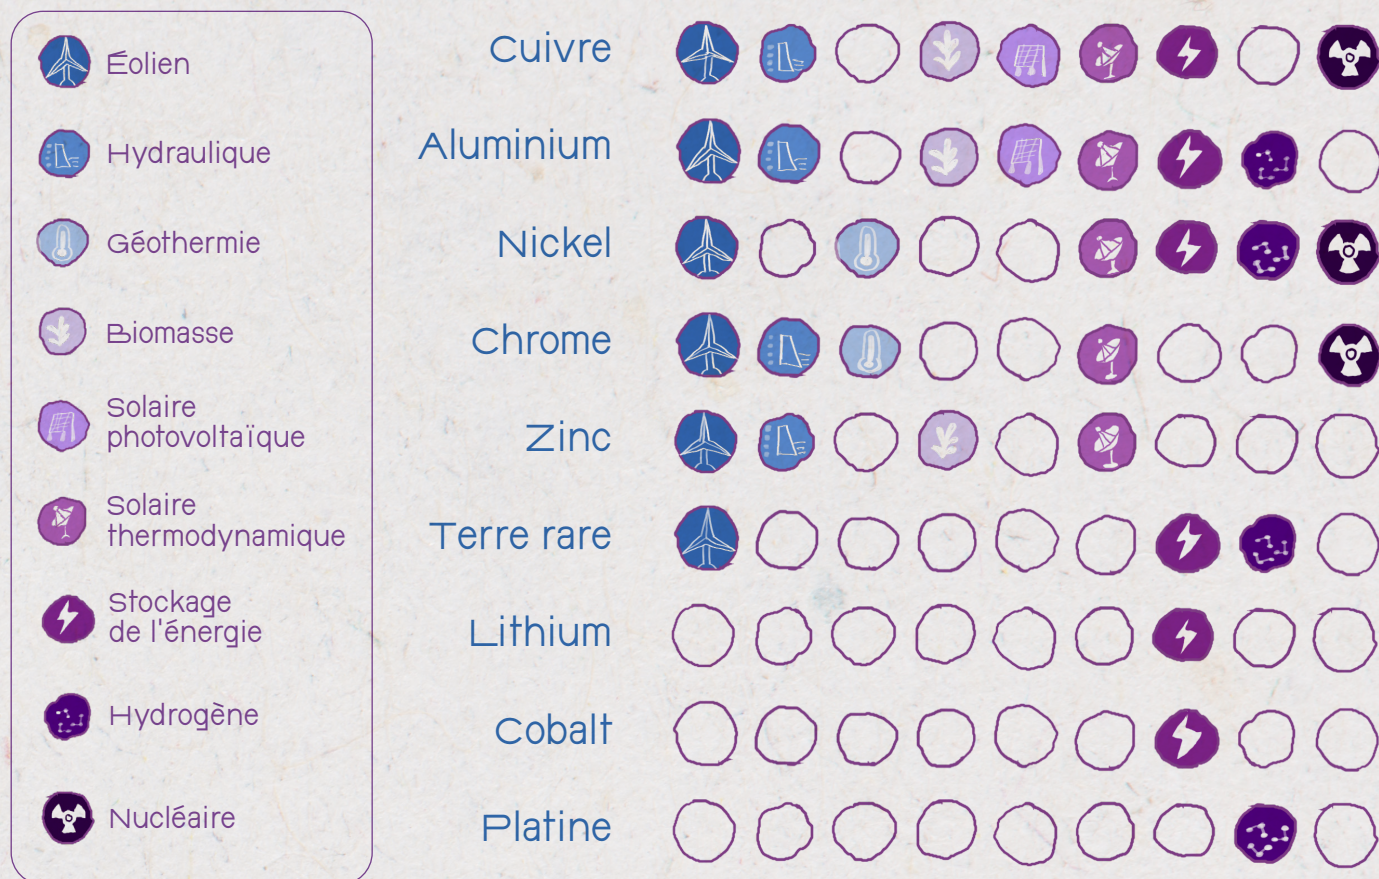 Éolien
Hydraulique
Géothermie
Biomasse
Solaire
photovoltaïque
Solaire
thermodynamique
Stockage
de l'énergie
Hydrogène
Nucléaire
Cuivre
Aluminium
Nickel
Chrome
Zinc
Terre rare
Lithium
Cobalt
Platine